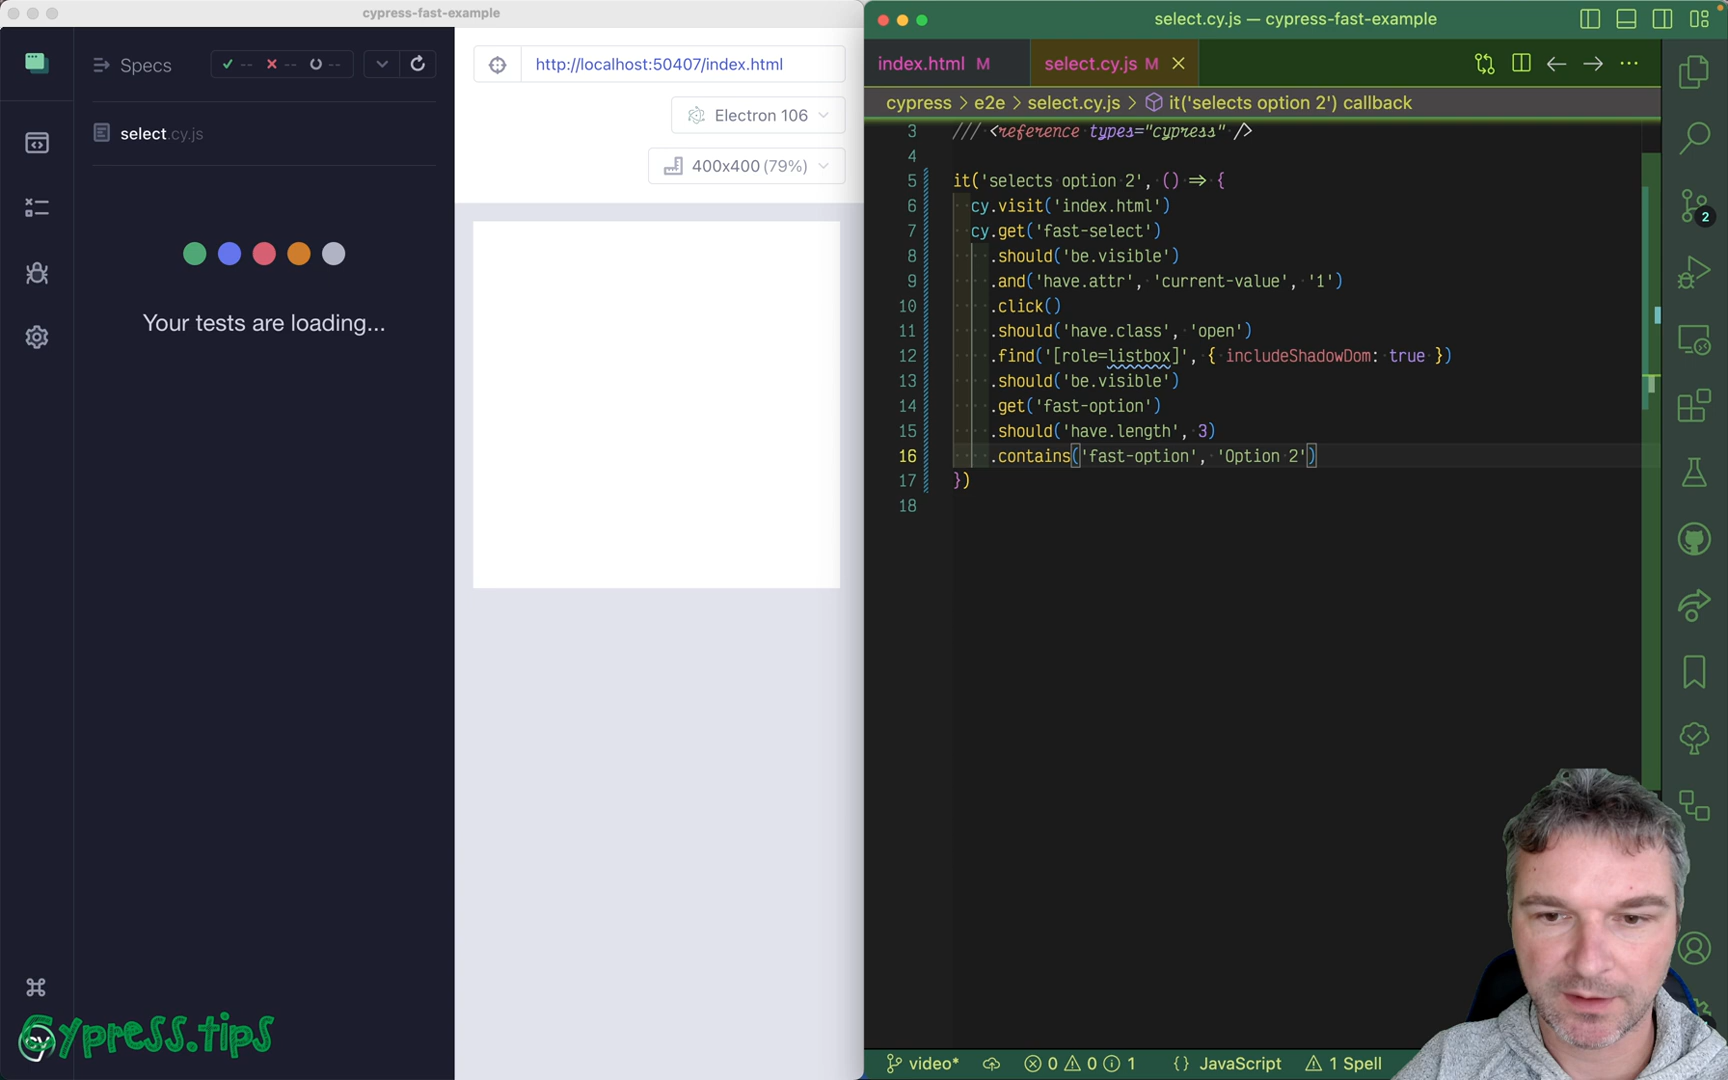 cypress-fast-example
Specs
-- -- --
select.cy.js
Your tests are loading...
Cypress.tips
cy
http://localhost:50407/index.html
Electron 106
400x400 (79%)
select.cy.js — cypress-fast-example
index.html M
select.cy.js M
cypress > e2e > select.cy.js > it('selects option 2') callback
3 /// <reference types="cypress" />
4
5 it('selects option 2', () => {
6 cy.visit('index.html')
7 cy.get('fast-select')
8 .should('be.visible')
9 .and('have.attr', 'current-value', '1')
10 .click()
11 .should('have.class', 'open')
12 .find('[role=listbox]', { includeShadowDom: true })
13 .should('be.visible')
14 .get('fast-option')
15 .should('have.length', 3)
16 .contains('fast-option', 'Option 2')
17 })
18
2
video* 0 0 1 {} JavaScript 1 Spell